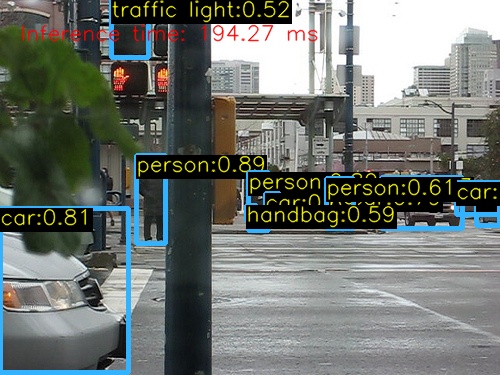 traffic light:0.52
Inference time: 194.27 ms
person:0.89
person
person:0.61
car:
car:0.81
handbag:0.59